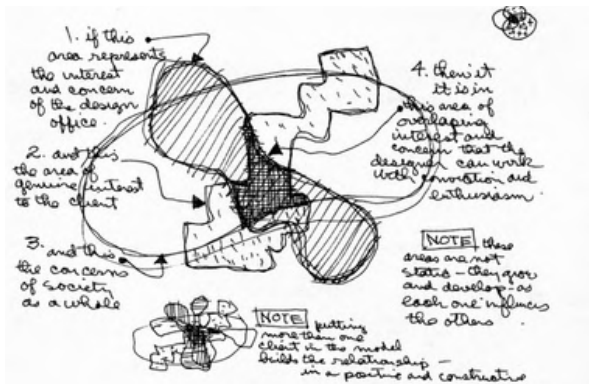 1. if this
area represents
the interest
and concern
of the design
office.
2. and this
the area of
genuine interest
to the client
3. and this
the concerns
of society
as a whole
4. then it
it is in
this area of
overlaping
interest and
concern that the
designer can work
with conviction and
enthusiasm
NOTE these
areas are not
static - they grow
and develop - as
each one influences
the others
NOTE putting
more than one
client in the model
builds the relationship -
in a positive and constructive